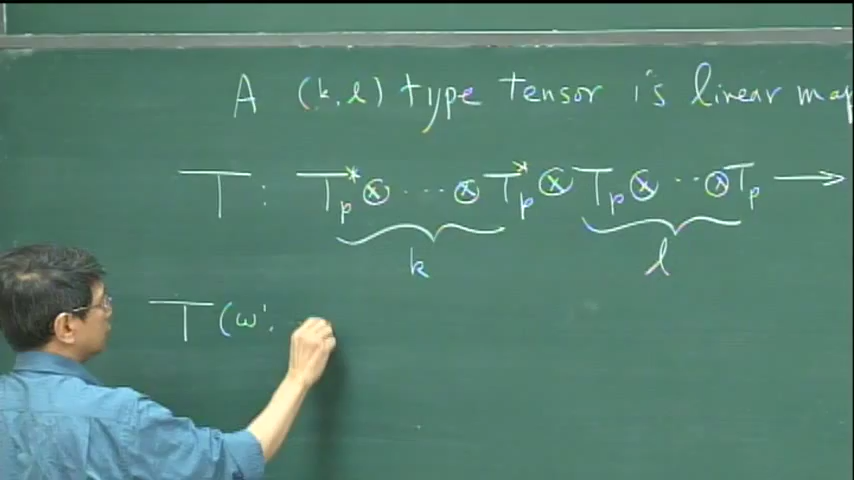 A (k, l) type tensor is linear map
T : T*ₚ ⊗ ··· ⊗ T*ₚ ⊗ Tₚ ⊗ ··· ⊗ Tₚ →
k l
T (ω¹,